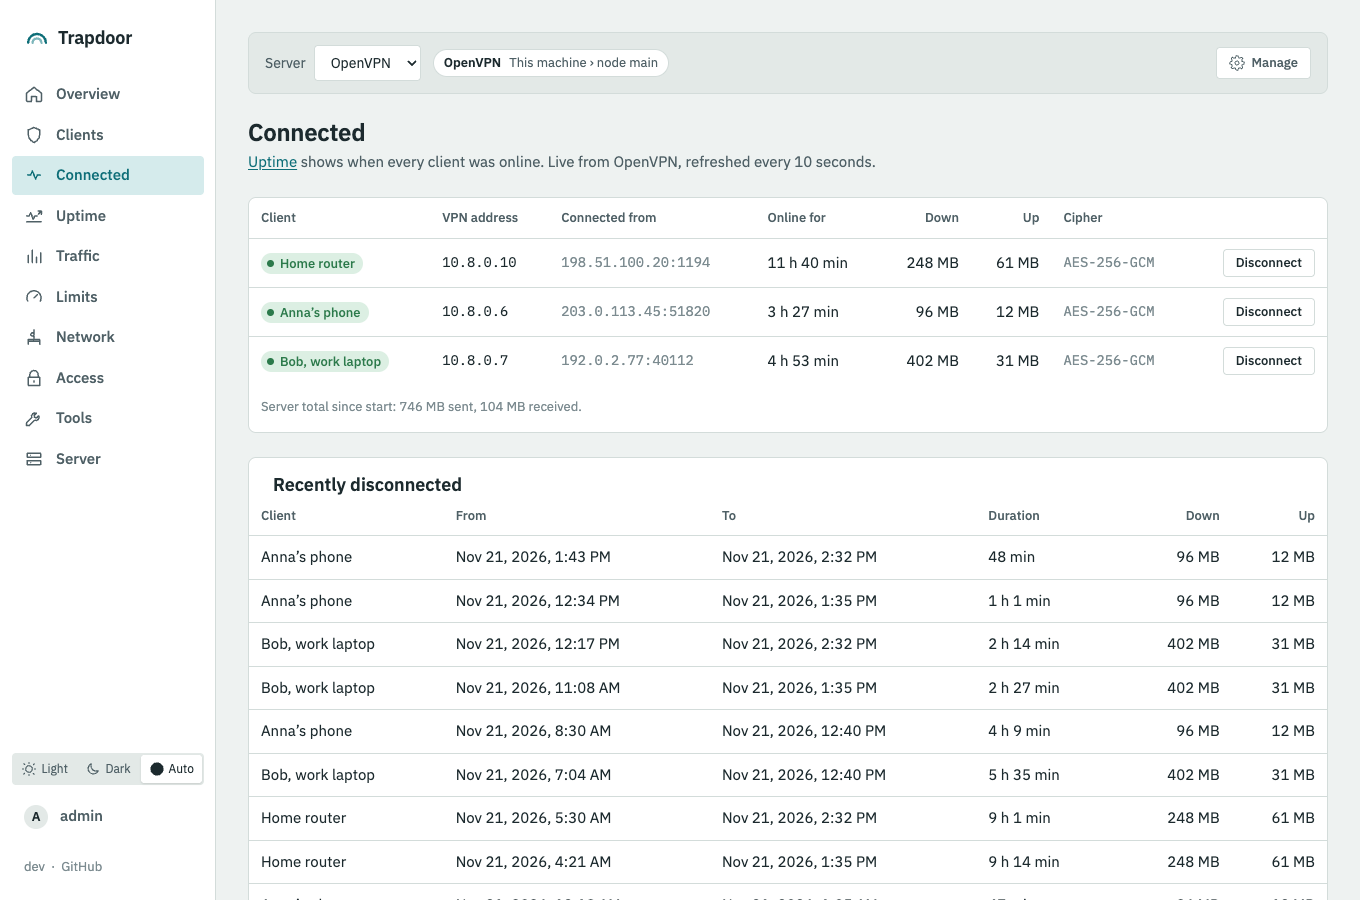 Trapdoor
Overview
Clients
Connected
Uptime
Traffic
Limits
Network
Access
Tools
Server
Light Dark Auto
A admin
dev · GitHub
Server OpenVPN OpenVPN This machine › node main Manage
Connected
Uptime shows when every client was online. Live from OpenVPN, refreshed every 10 seconds.
Client VPN address Connected from Online for Down Up Cipher
Home router 10.8.0.10 198.51.100.20:1194 11 h 40 min 248 MB 61 MB AES-256-GCM Disconnect
Anna’s phone 10.8.0.6 203.0.113.45:51820 3 h 27 min 96 MB 12 MB AES-256-GCM Disconnect
Bob, work laptop 10.8.0.7 192.0.2.77:40112 4 h 53 min 402 MB 31 MB AES-256-GCM Disconnect
Server total since start: 746 MB sent, 104 MB received.
Recently disconnected
Client From To Duration Down Up
Anna’s phone Nov 21, 2026, 1:43 PM Nov 21, 2026, 2:32 PM 48 min 96 MB 12 MB
Anna’s phone Nov 21, 2026, 12:34 PM Nov 21, 2026, 1:35 PM 1 h 1 min 96 MB 12 MB
Bob, work laptop Nov 21, 2026, 12:17 PM Nov 21, 2026, 2:32 PM 2 h 14 min 402 MB 31 MB
Bob, work laptop Nov 21, 2026, 11:08 AM Nov 21, 2026, 1:35 PM 2 h 27 min 402 MB 31 MB
Anna’s phone Nov 21, 2026, 8:30 AM Nov 21, 2026, 12:40 PM 4 h 9 min 96 MB 12 MB
Bob, work laptop Nov 21, 2026, 7:04 AM Nov 21, 2026, 12:40 PM 5 h 35 min 402 MB 31 MB
Home router Nov 21, 2026, 5:30 AM Nov 21, 2026, 2:32 PM 9 h 1 min 248 MB 61 MB
Home router Nov 21, 2026, 4:21 AM Nov 21, 2026, 1:35 PM 9 h 14 min 248 MB 61 MB